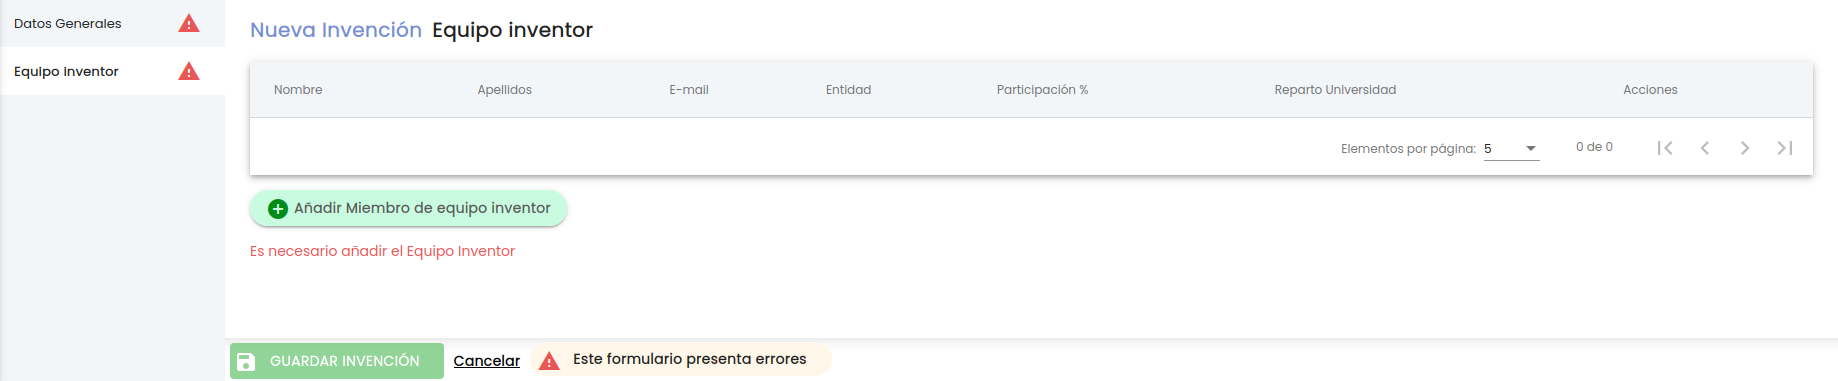 Datos Generales
Equipo Inventor
Nueva Invención Equipo inventor
Nombre Apellidos E-mail Entidad Participación % Reparto Universidad Acciones
Elementos por página: 5 0 de 0
Añadir Miembro de equipo inventor
Es necesario añadir el Equipo Inventor
GUARDAR INVENCIÓN Cancelar Este formulario presenta errores